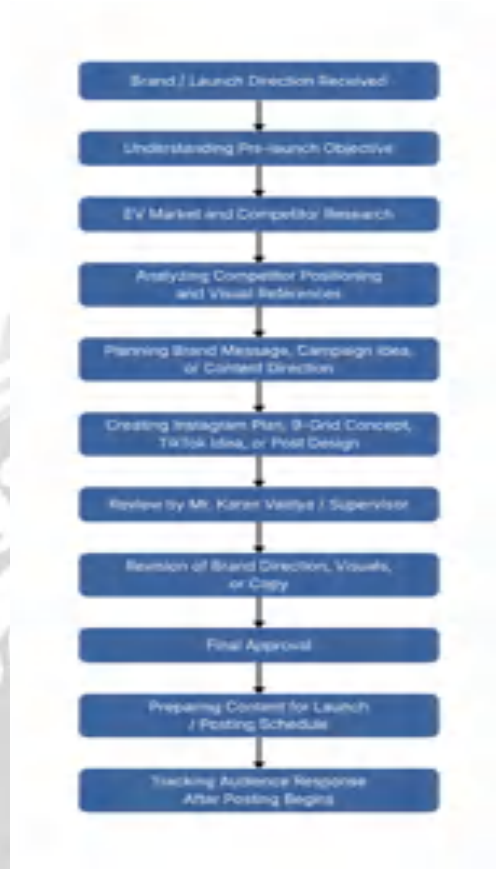 Brand / Launch Direction Received
Understanding Pre-launch Objective
EV Market and Competitor Research
Analyzing Competitor Positioning
and Visual References
Planning Brand Message, Campaign Idea,
or Content Direction
Creating Instagram Plan, 9-Grid Concept,
TikTok Idea, or Post Design
Review by Mr. Karan Vaidya / Supervisor
Revision of Brand Direction, Visuals,
or Copy
Final Approval
Preparing Content for Launch
/ Posting Schedule
Tracking Audience Response
After Posting Begins